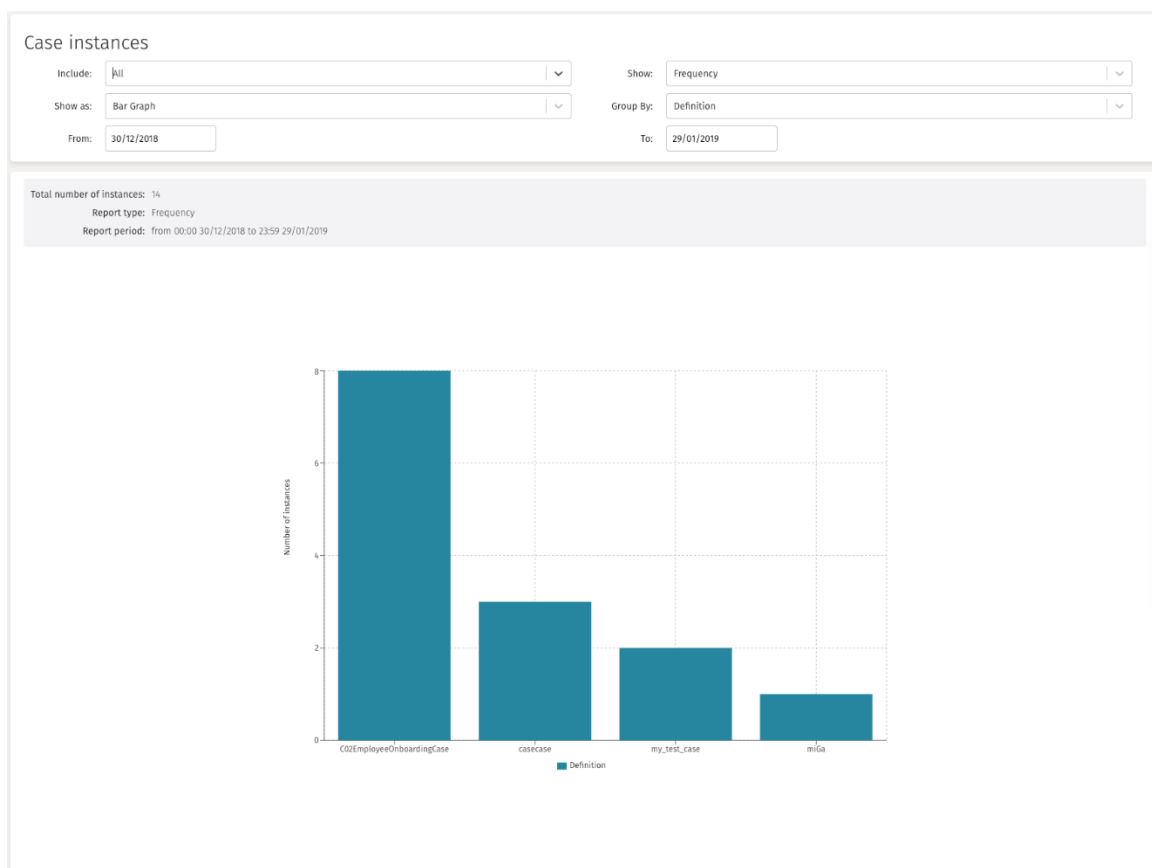 Case instances
Include: All Show: Frequency
Show as: Bar Graph Group By: Definition
From: 30/12/2018 To: 29/01/2019
Total number of instances: 14
Report type: Frequency
Report period: from 00:00 30/12/2018 to 23:59 29/01/2019
8
6
Number of instances
4
2
0
C02EmployeeOnboardingCase casecase my_test_case miGa
Definition